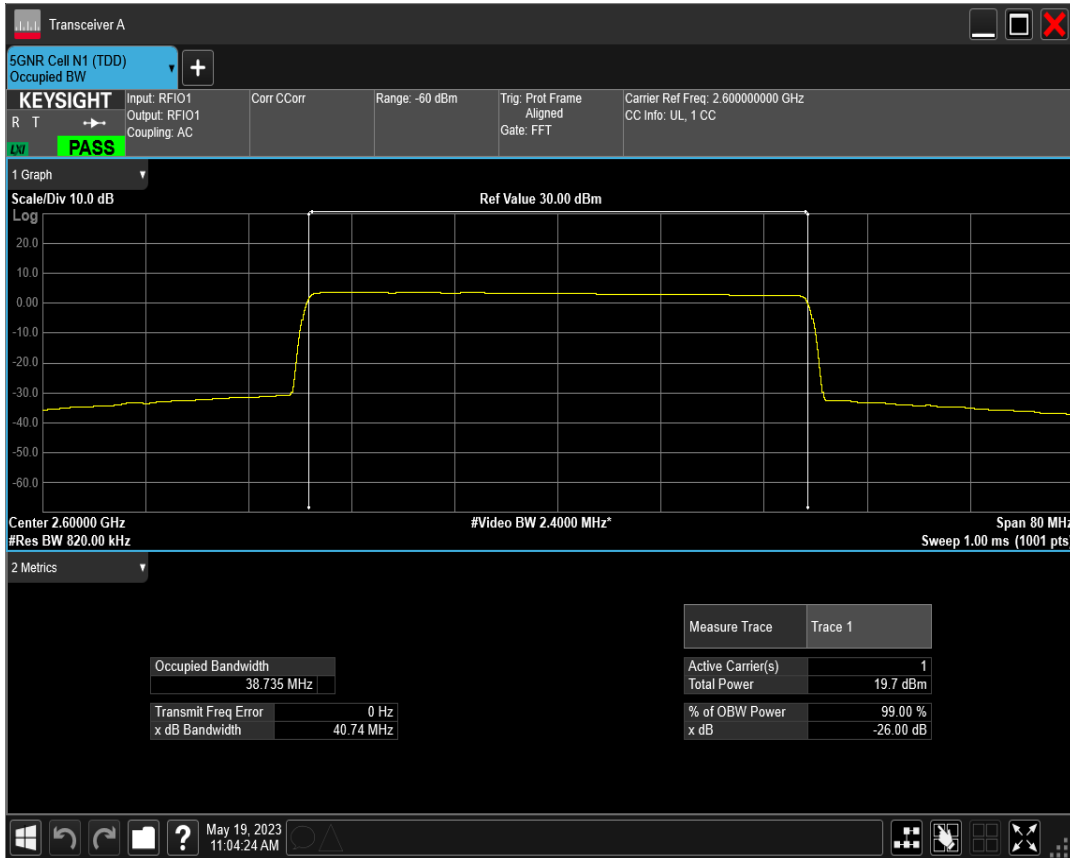 Transceiver A
5GNR Cell N1 (TDD)
Occupied BW
+
KEYSIGHT
R T
LXI
PASS
Input: RFIO1
Output: RFIO1
Coupling: AC
Corr CCorr
Range: -60 dBm
Trig: Prot Frame
Aligned
Gate: FFT
Carrier Ref Freq: 2.600000000 GHz
CC Info: UL, 1 CC
1 Graph
Scale/Div 10.0 dB
Ref Value 30.00 dBm
Log
20.0
10.0
0.00
-10.0
-20.0
-30.0
-40.0
-50.0
-60.0
Center 2.60000 GHz
#Video BW 2.4000 MHz*
Span 80 MHz
#Res BW 820.00 kHz
Sweep 1.00 ms (1001 pts)
2 Metrics
Measure Trace Trace 1
Occupied Bandwidth
38.735 MHz
Transmit Freq Error 0 Hz
x dB Bandwidth 40.74 MHz
Active Carrier(s) 1
Total Power 19.7 dBm
% of OBW Power 99.00 %
x dB -26.00 dB
?
May 19, 2023
11:04:24 AM